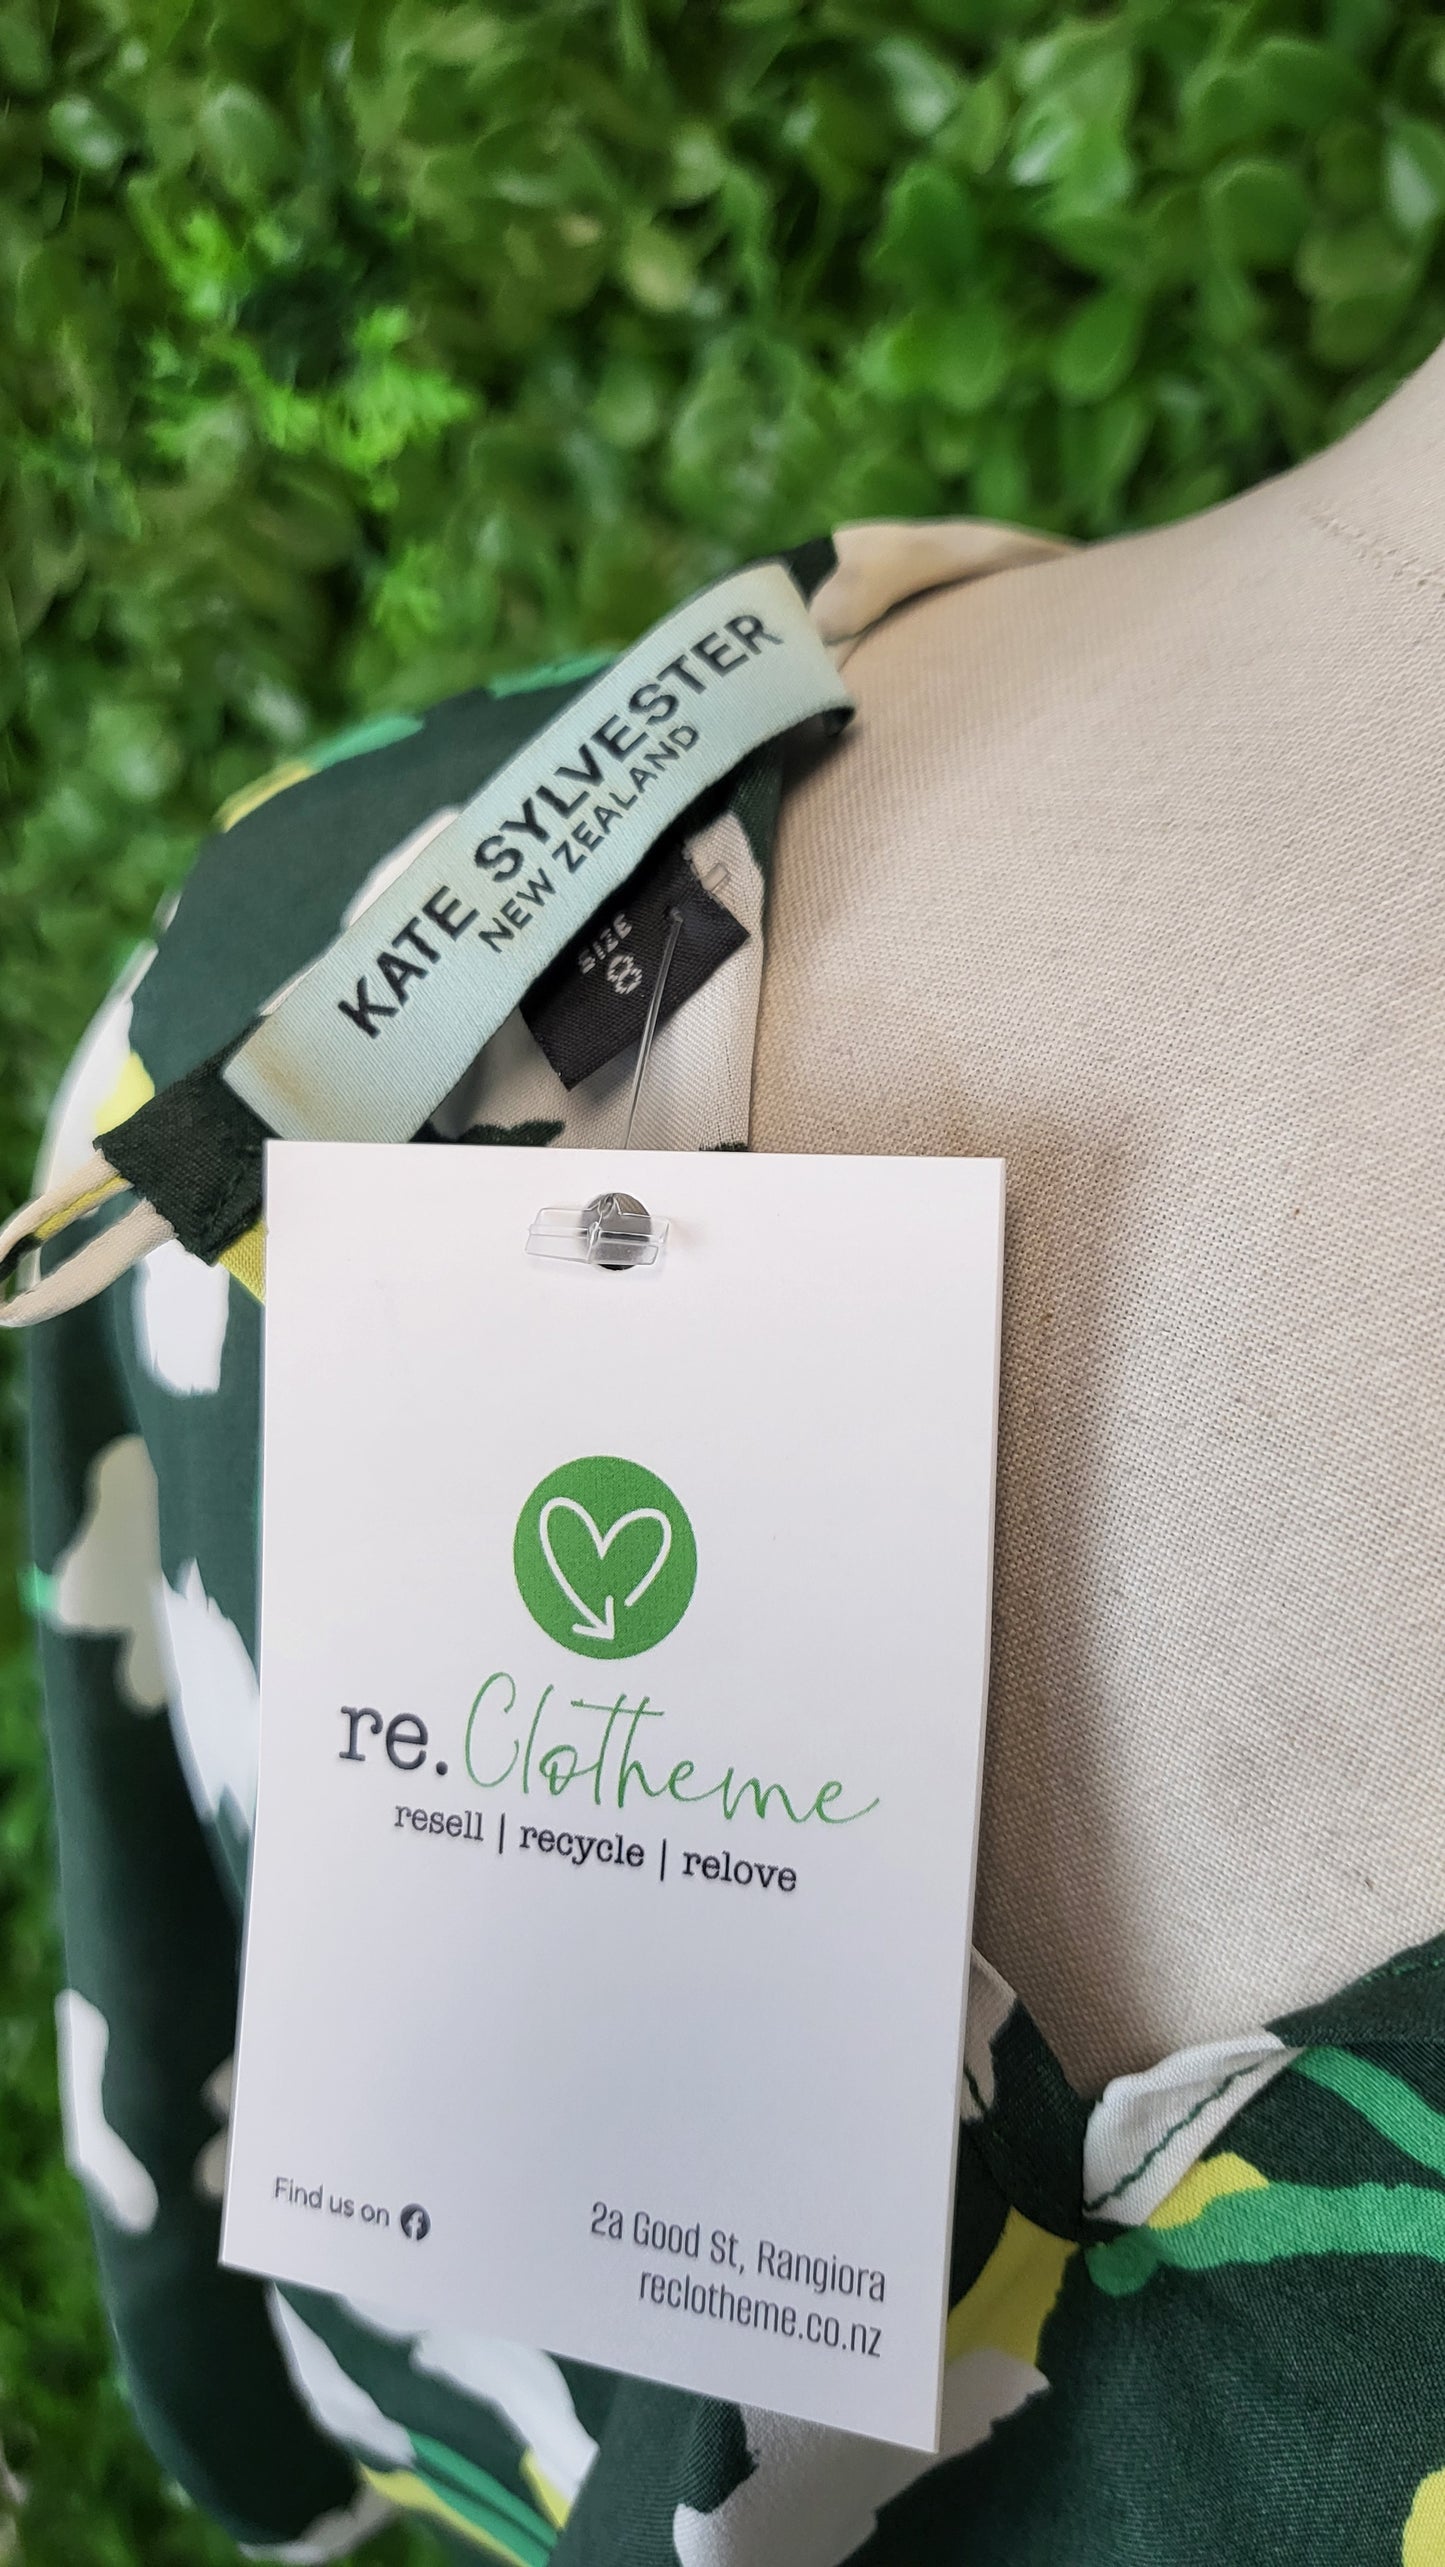 KATE SYLVESTER
NEW ZEALAND
SIZE
8
re.Clotheme
resell | recycle | relove
Find us on
2a Good St, Rangiora
reclotheme.co.nz